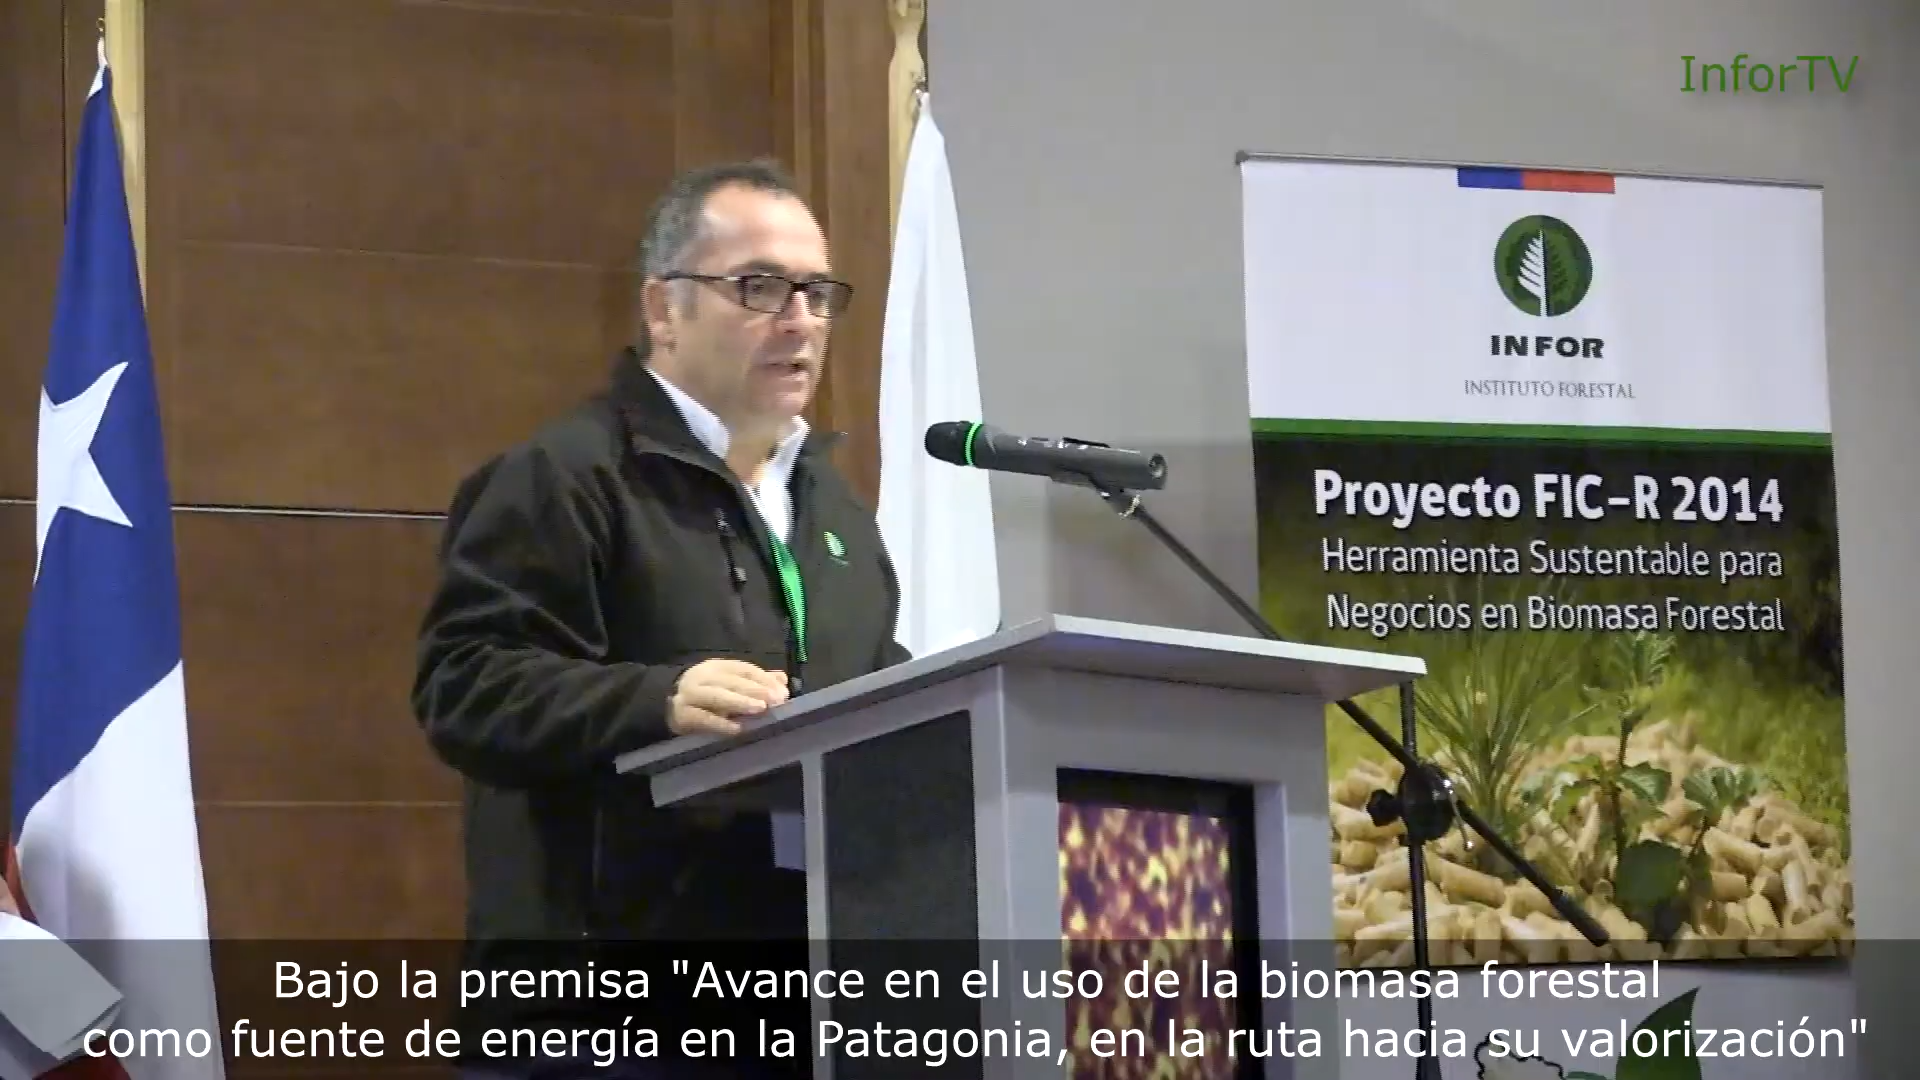 InforTV
INFOR
INSTITUTO FORESTAL
Proyecto FIC-R 2014
Herramienta Sustentable para
Negocios en Biomasa Forestal
Bajo la premisa "Avance en el uso de la biomasa forestal
como fuente de energía en la Patagonia, en la ruta hacia su valorización"